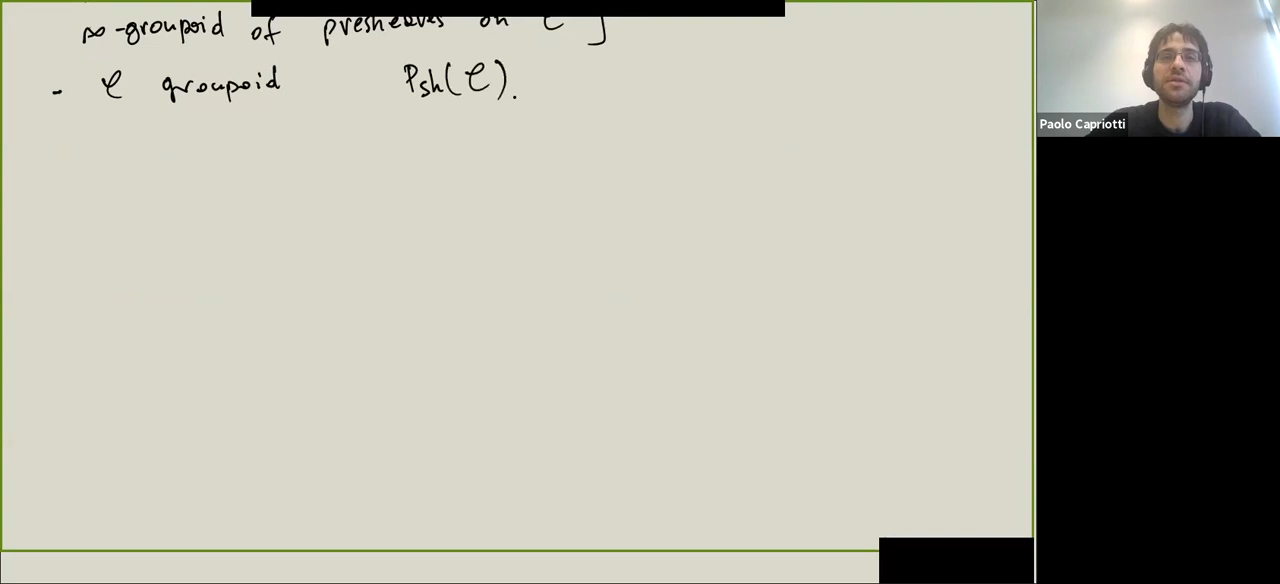 ∞-groupoid of presheaves on C ]
- C groupoid Psh(C).
Paolo Capriotti